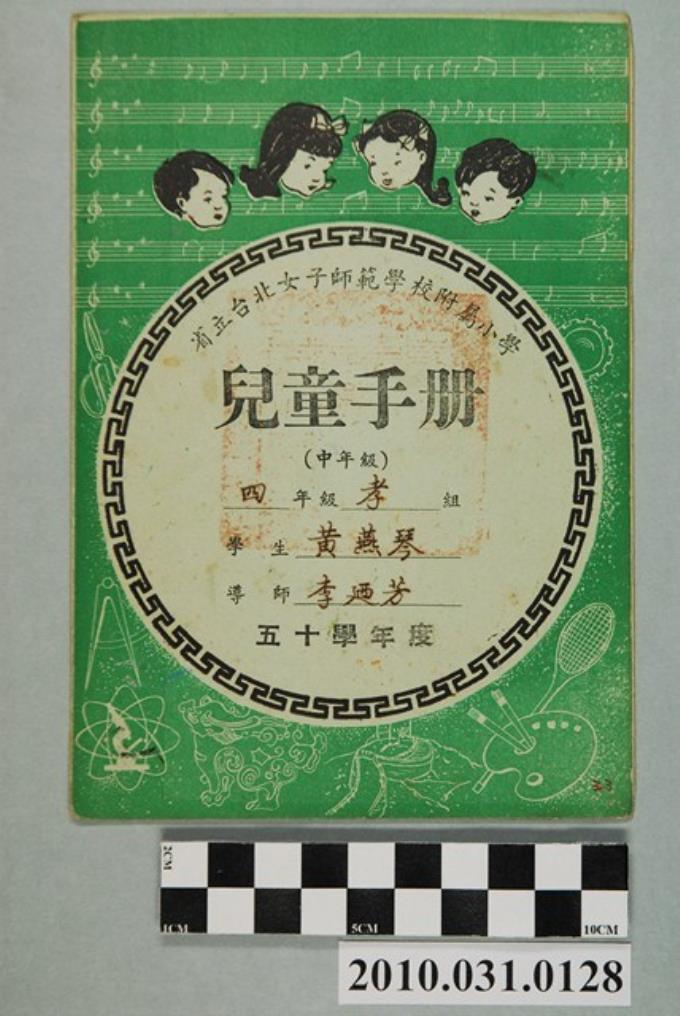 省立台北女子師範學校附屬小學
兒童手册
(中年級)
四年級孝組
學生黃燕琴
導師李廼芳
五十學年度
2CM
1CM 5CM 10CM
2010.031.0128